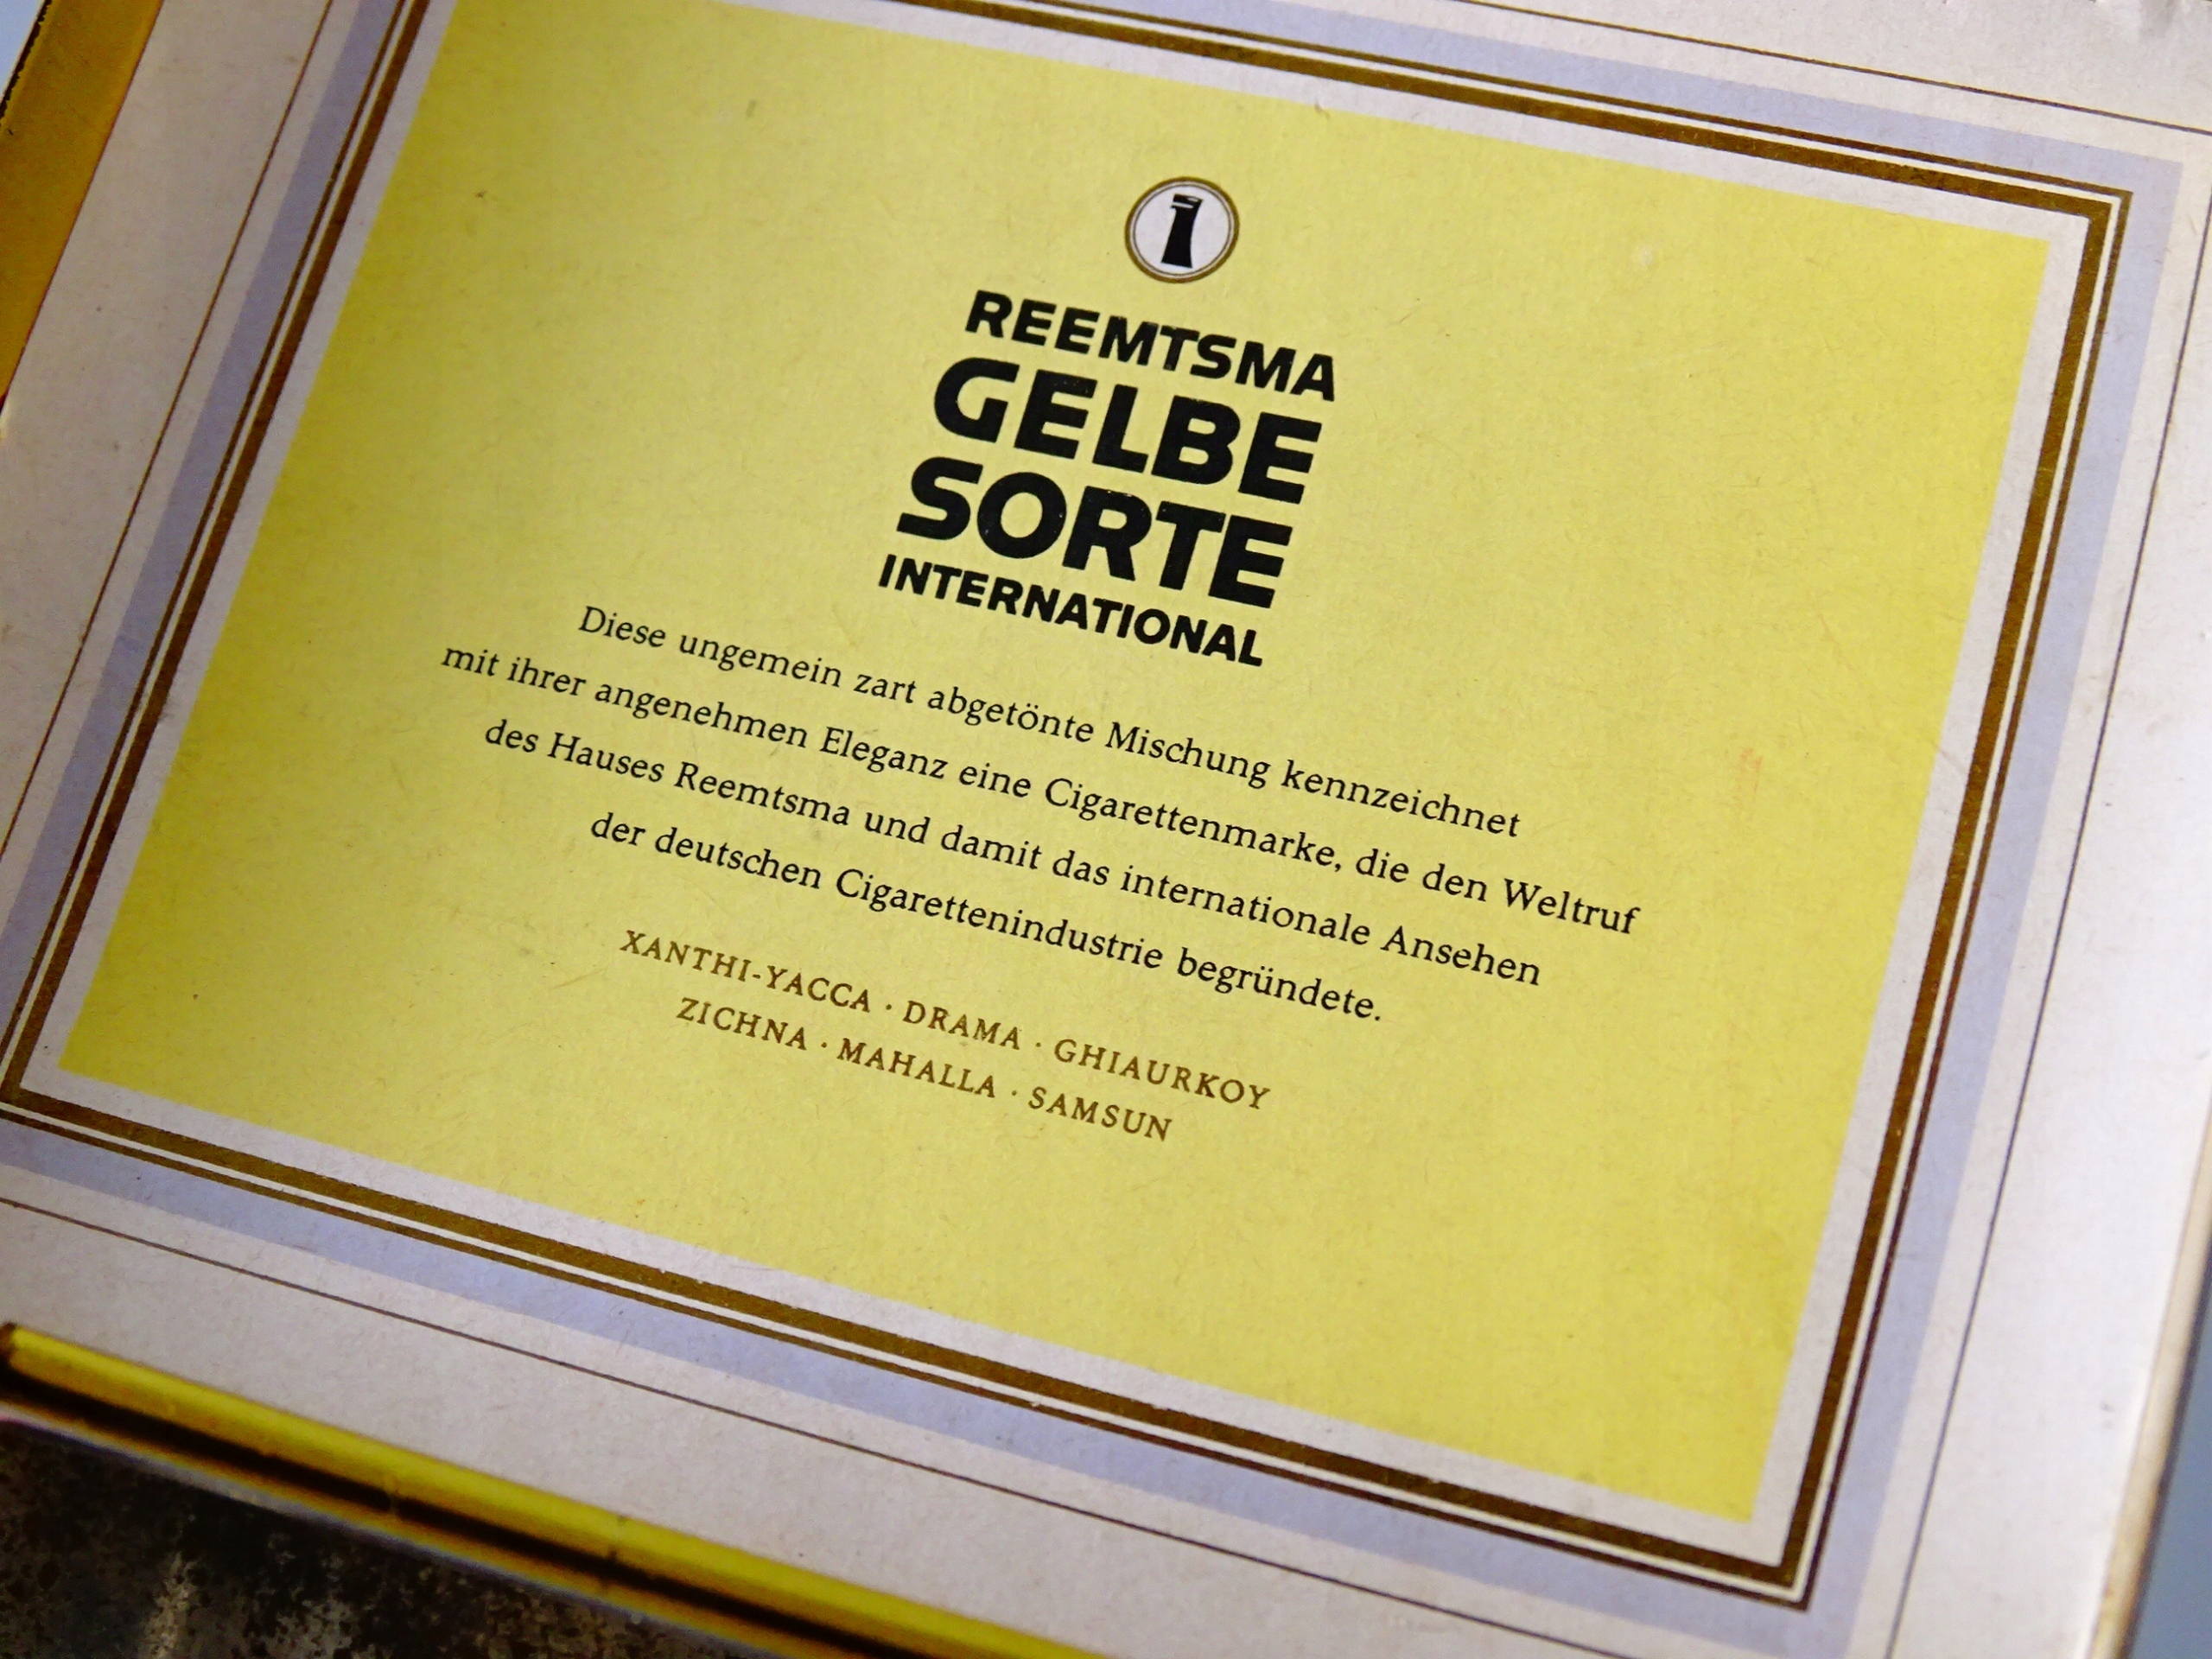 REEMTSMA
GELBE
SORTE
INTERNATIONAL
Diese ungemein zart abgetönte Mischung kennzeichnet
mit ihrer angenehmen Eleganz eine Cigarettenmarke, die den Weltruf
des Hauses Reemtsma und damit das internationale Ansehen
der deutschen Cigarettenindustrie begründete.
XANTHI-YACCA · DRAMA · GHIAURKOY
ZICHNA · MAHALLA · SAMSUN